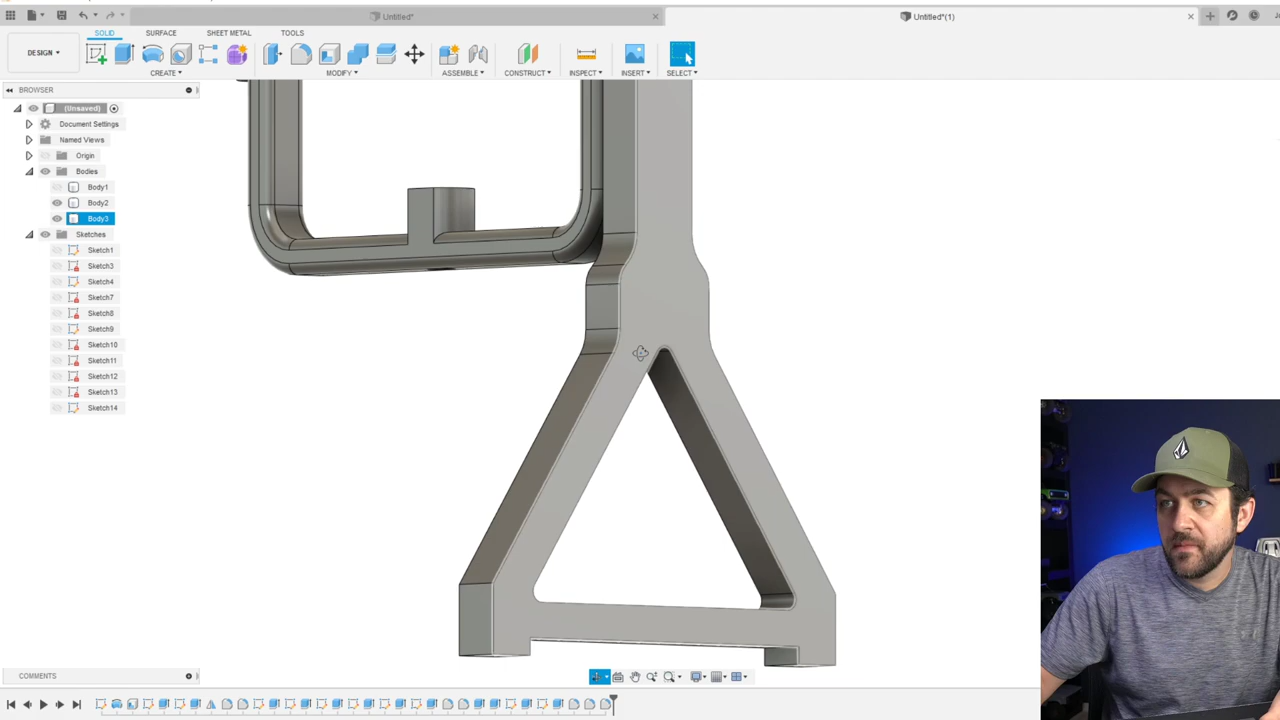 Untitled*
Untitled*(1)
DESIGN
SOLID
SURFACE
SHEET METAL
TOOLS
CREATE
MODIFY
ASSEMBLE
CONSTRUCT
INSPECT
INSERT
SELECT
BROWSER
(Unsaved)
Document Settings
Named Views
Origin
Bodies
Body1
Body2
Body3
Sketches
Sketch1
Sketch3
Sketch4
Sketch7
Sketch8
Sketch9
Sketch10
Sketch11
Sketch12
Sketch13
Sketch14
COMMENTS